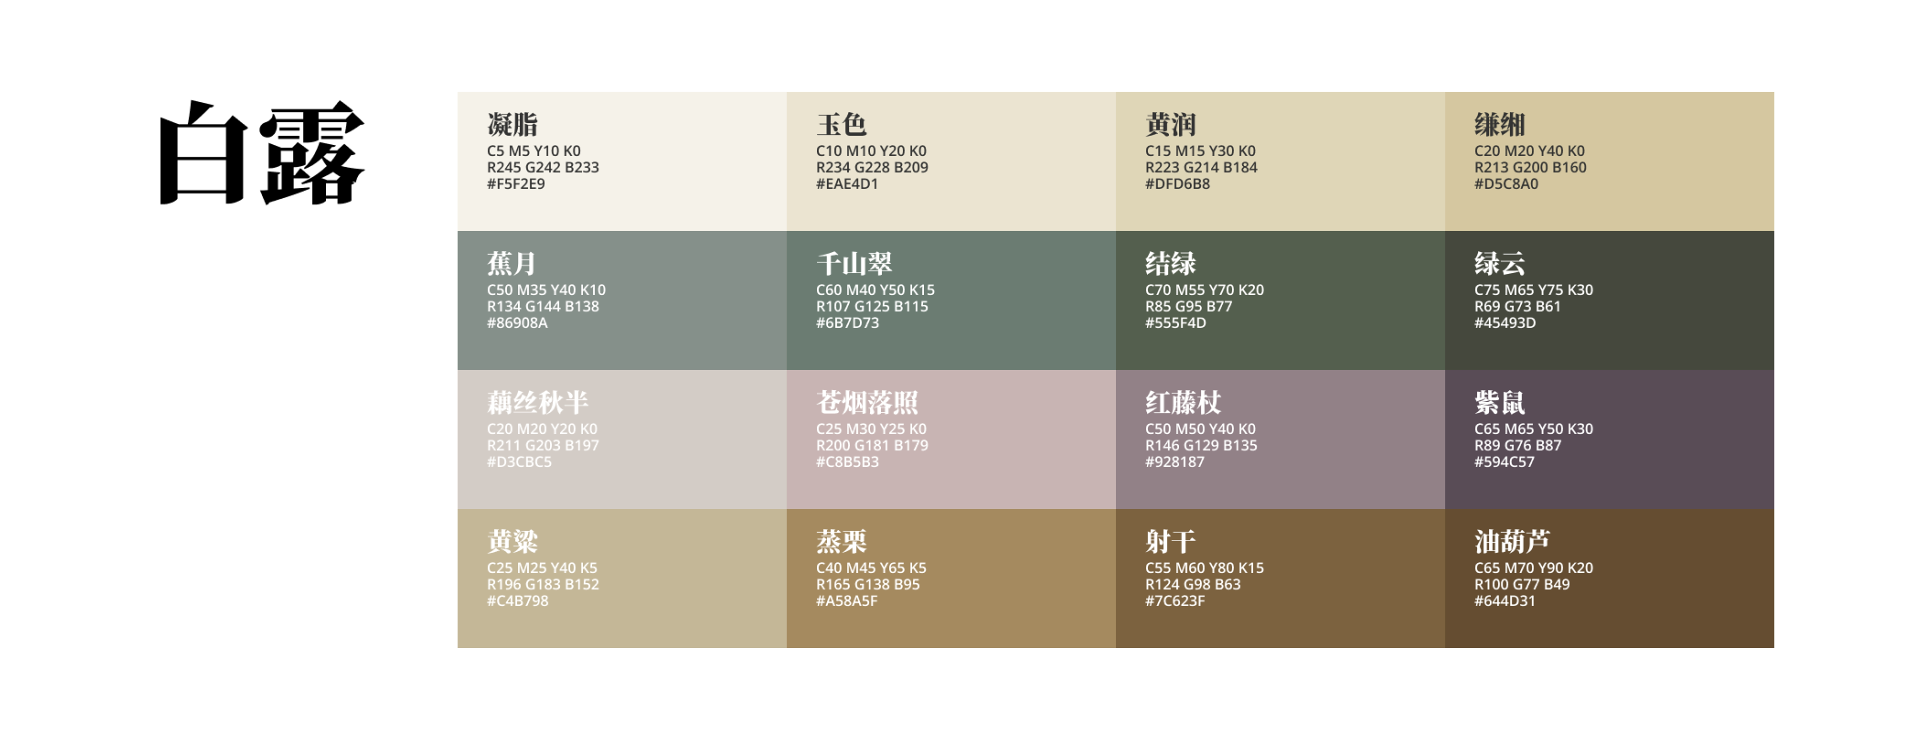 白露
凝脂
C5 M5 Y10 K0
R245 G242 B233
#F5F2E9
玉色
C10 M10 Y20 K0
R234 G228 B209
#EAE4D1
黄润
C15 M15 Y30 K0
R223 G214 B184
#DFD6B8
缣缃
C20 M20 Y40 K0
R213 G200 B160
#D5C8A0
蕉月
C50 M35 Y40 K10
R134 G144 B138
#86908A
千山翠
C60 M40 Y50 K15
R107 G125 B115
#6B7D73
结绿
C70 M55 Y70 K20
R85 G95 B77
#555F4D
绿云
C75 M65 Y75 K30
R69 G73 B61
#45493D
藕丝秋半
C20 M20 Y20 K0
R211 G203 B197
#D3CBC5
苍烟落照
C25 M30 Y25 K0
R200 G181 B179
#C8B5B3
红藤杖
C50 M50 Y40 K0
R146 G129 B135
#928187
紫鼠
C65 M65 Y50 K30
R89 G76 B87
#594C57
黄粱
C25 M25 Y40 K5
R196 G183 B152
#C4B798
蒸栗
C40 M45 Y65 K5
R165 G138 B95
#A58A5F
射干
C55 M60 Y80 K15
R124 G98 B63
#7C623F
油葫芦
C65 M70 Y90 K20
R100 G77 B49
#644D31